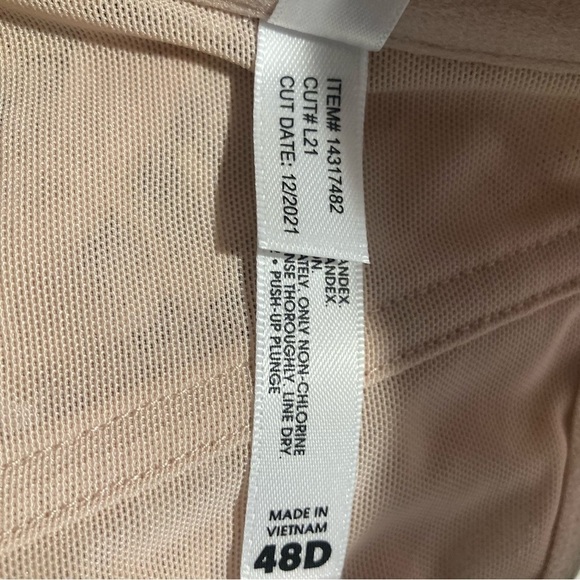 ITEM# 14317482
CUT# L21
CUT DATE: 12/2021
ANDEX.
N.
ANDEX.
ATELY. ONLY NON-CHLORINE
NSE THOROUGHLY. LINE DRY.
• PUSH-UP PLUNGE
MADE IN
VIETNAM
48D